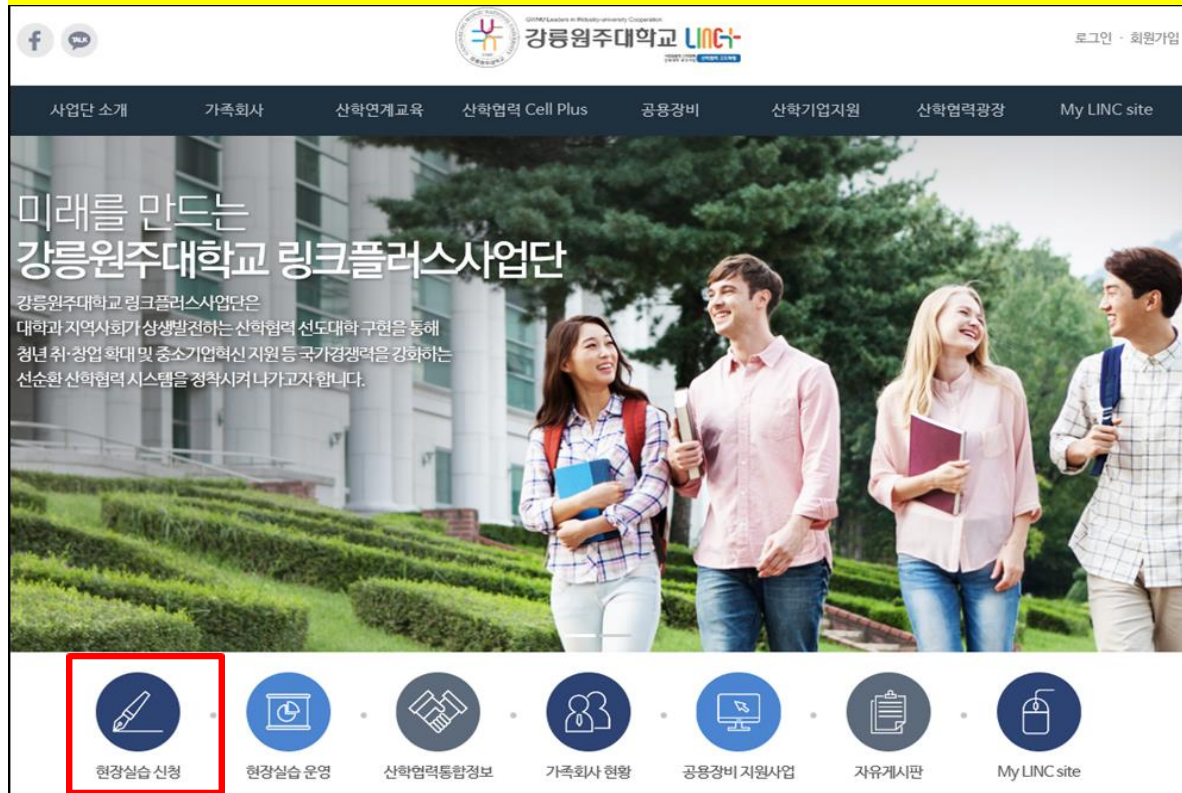 f
TALK
GWNU Leaders in INdustry-university Cooperation
강릉원주대학교 LINC+
로그인 · 회원가입
사업단 소개 가족회사 산학연계교육 산학협력 Cell Plus 공용장비 산학기업지원 산학협력광장 My LINC site
미래를 만드는
강릉원주대학교 링크플러스사업단
강릉원주대학교 링크플러스사업단은
대학과 지역사회가 상생발전하는 산학협력 선도대학 구현을 통해
청년 취·창업 확대 및 중소기업혁신 지원 등 국가경쟁력을 강화하는
선순환 산학협력 시스템을 정착시켜 나가고자 합니다.
현장실습 신청 현장실습 운영 산학협력통합정보 가족회사 현황 공용장비 지원사업 자유게시판 My LINC site